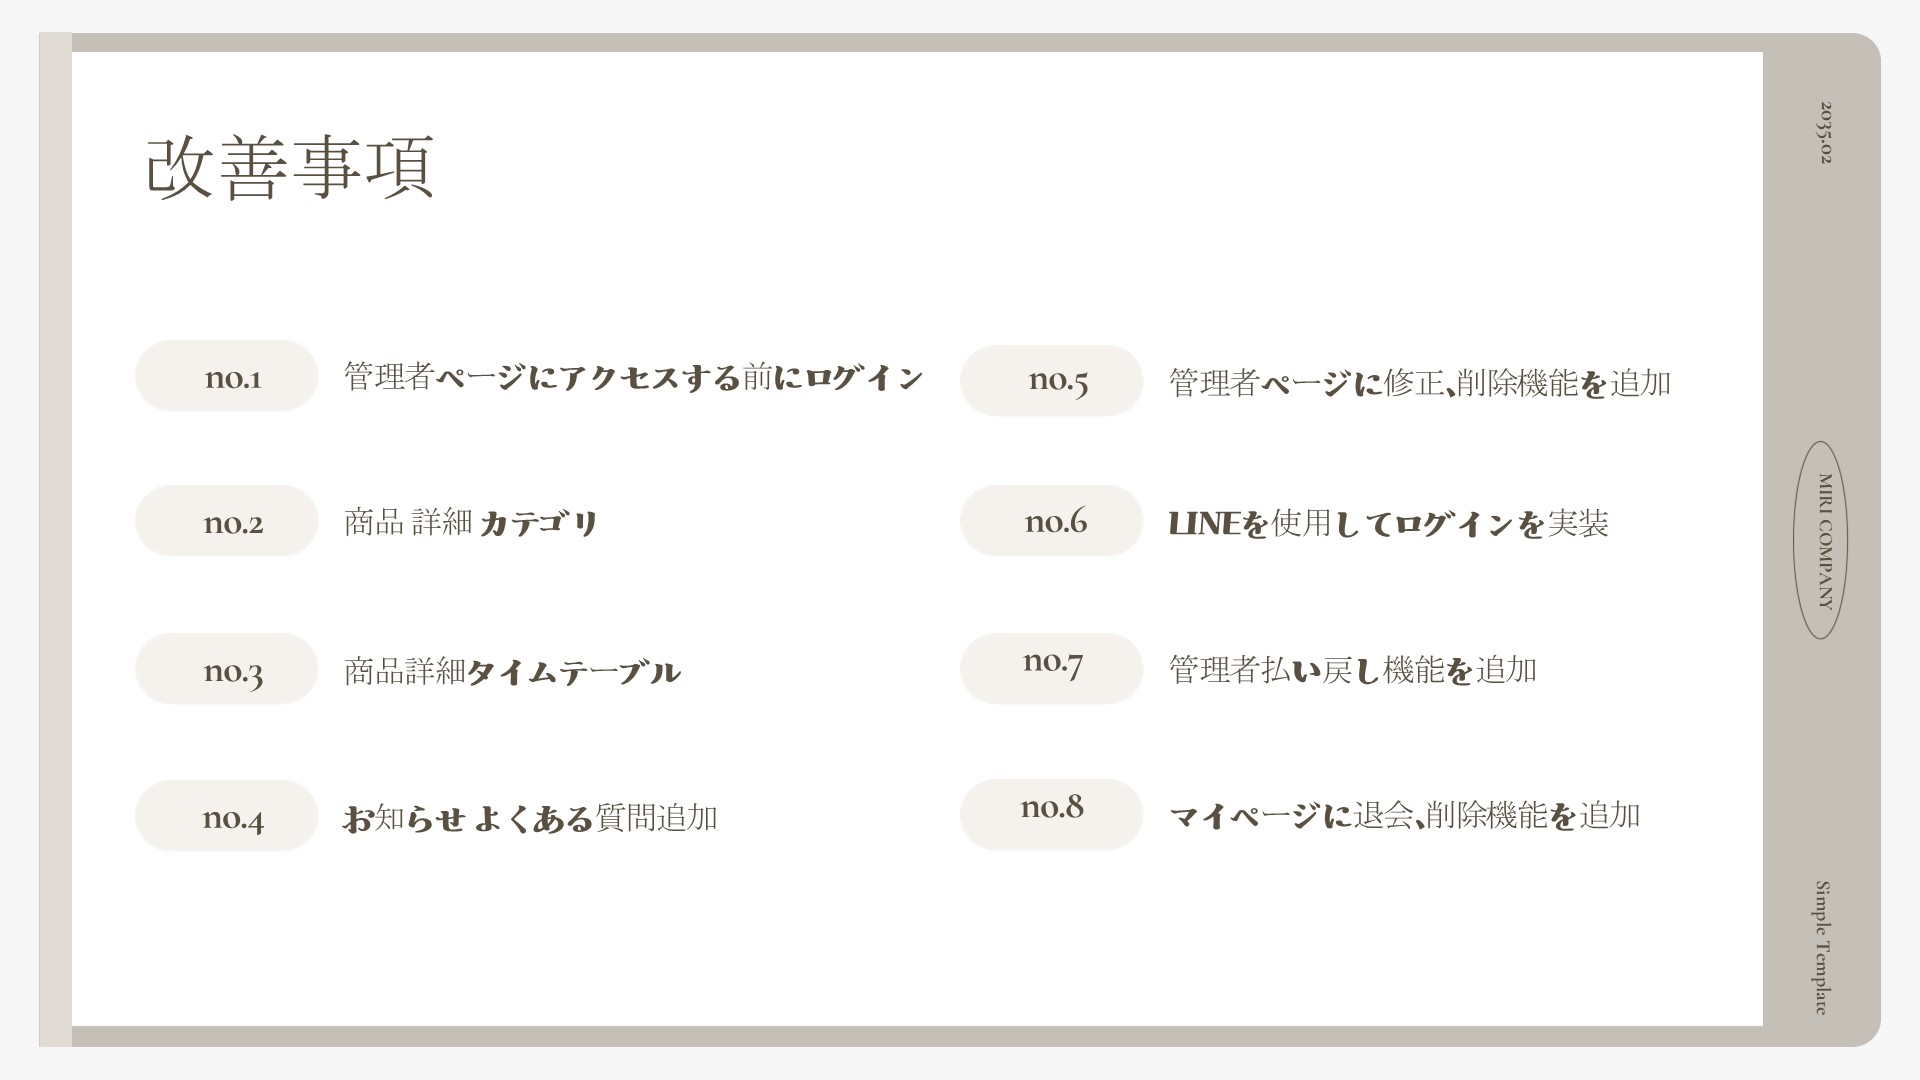 改善事項
no.1 管理者ページにアクセスする前にログイン
no.2 商品 詳細 カテゴリ
no.3 商品詳細タイムテーブル
no.4 お知らせ よくある質問追加
no.5 管理者ページに修正、削除機能を追加
no.6 LINEを使用してログインを実装
no.7 管理者払い戻し機能を追加
no.8 マイページに退会、削除機能を追加
2035.02
MIRI COMPANY
Simple Template